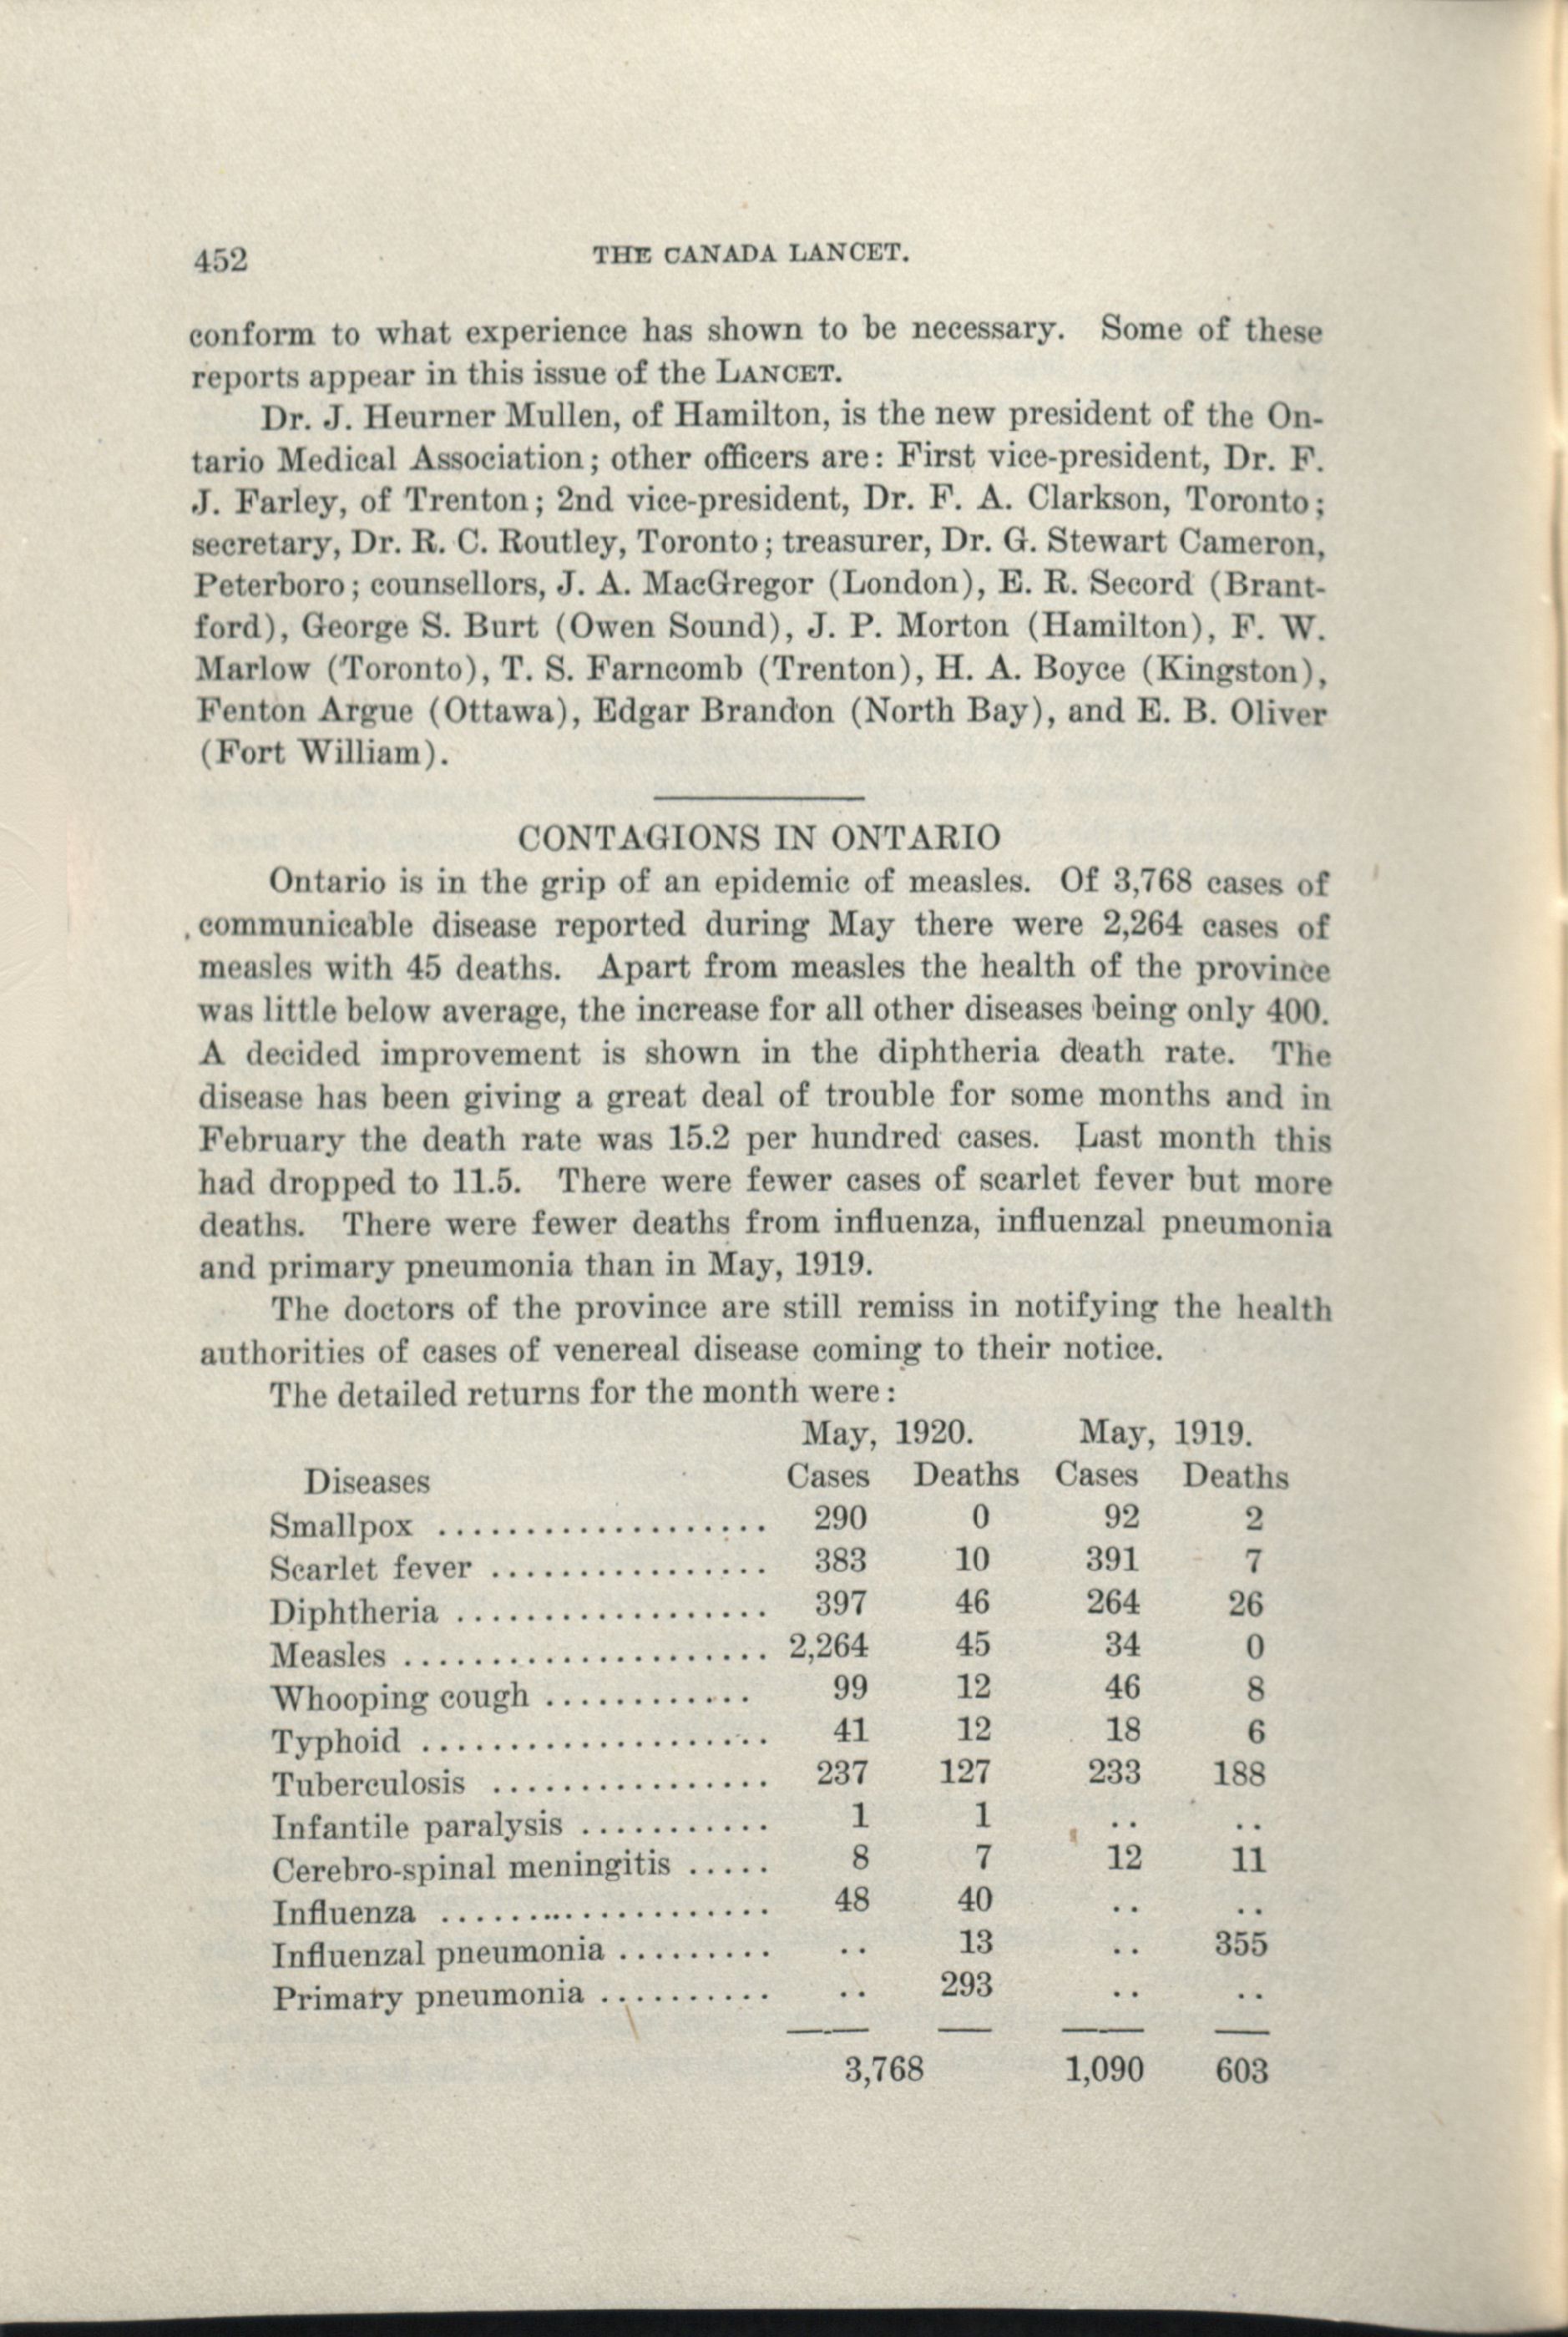 452 THE CANADA LANCET.
conform to what experience has shown to be necessary. Some of these
reports appear in this issue of the LANCET.
Dr. J. Heurner Mullen, of Hamilton, is the new president of the On-
tario Medical Association; other officers are: First vice-president, Dr. F.
J. Farley, of Trenton; 2nd vice-president, Dr. F. A. Clarkson, Toronto;
secretary, Dr. R. C. Routley, Toronto; treasurer, Dr. G. Stewart Cameron,
Peterboro; counsellors, J. A. MacGregor (London), E. R. Secord (Brant-
ford), George S. Burt (Owen Sound), J. P. Morton (Hamilton), F. W.
Marlow (Toronto), T. S. Farncomb (Trenton), H. A. Boyce (Kingston),
Fenton Argue (Ottawa), Edgar Brandon (North Bay), and E. B. Oliver
(Fort William).
CONTAGIONS IN ONTARIO
Ontario is in the grip of an epidemic of measles. Of 3,768 cases of
communicable disease reported during May there were 2,264 cases of
measles with 45 deaths. Apart from measles the health of the province
was little below average, the increase for all other diseases being only 400.
A decided improvement is shown in the diphtheria death rate. The
disease has been giving a great deal of trouble for some months and in
February the death rate was 15.2 per hundred cases. Last month this
had dropped to 11.5. There were fewer cases of scarlet fever but more
deaths. There were fewer deaths from influenza, influenzal pneumonia
and primary pneumonia than in May, 1919.
The doctors of the province are still remiss in notifying the health
authorities of cases of venereal disease coming to their notice.
The detailed returns for the month were:
May, 1920. May, 1919.
Diseases Cases Deaths Cases Deaths
Smallpox ................... 290 0 92 2
Scarlet fever ................ 383 10 391 7
Diphtheria .................. 397 46 264 26
Measles ..................... 2,264 45 34 0
Whooping cough ............ 99 12 46 8
Typhoid .................... 41 12 18 6
Tuberculosis ................ 237 127 233 188
Infantile paralysis ........... 1 1 .. ..
Cerebro-spinal meningitis ..... 8 7 12 11
Influenza ................... 48 40 .. ..
Influenzal pneumonia ......... .. 13 .. 355
Primary pneumonia .......... .. 293 .. ..
3,768 1,090 603